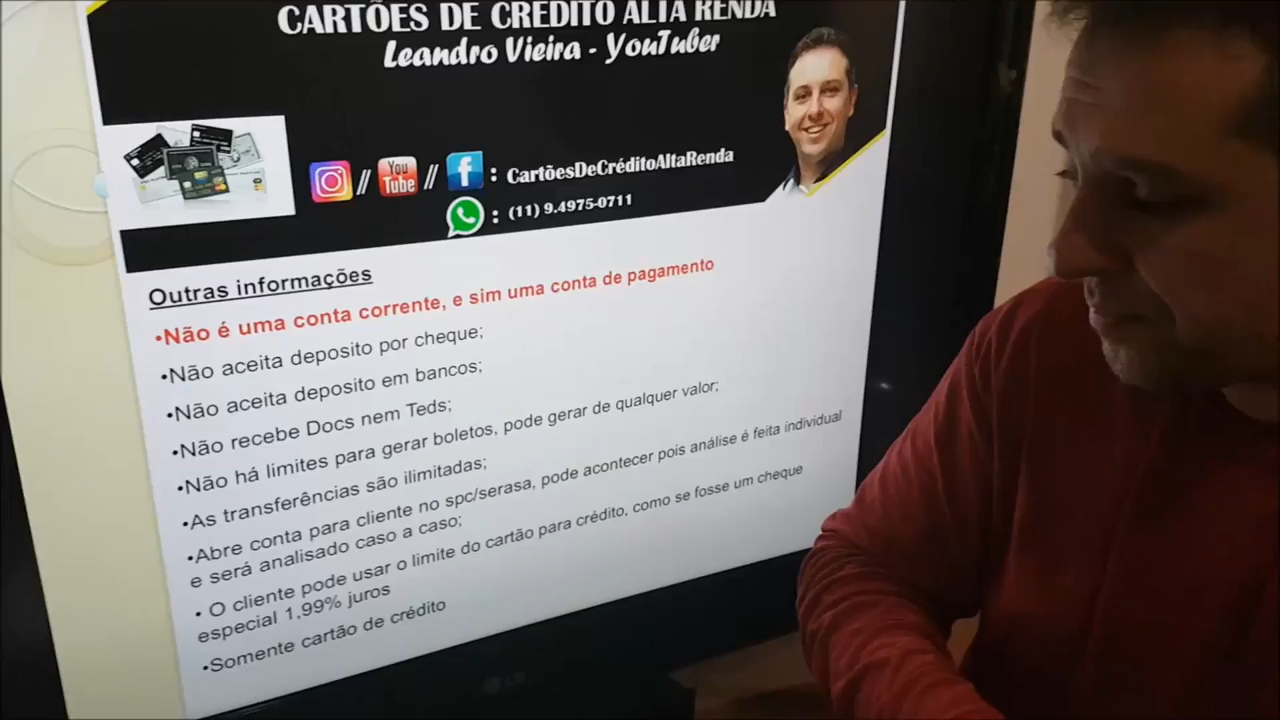 CARTÕES DE CRÉDITO ALTA RENDA
Leandro Vieira - YouTuber
// You Tube // f : CartõesDeCréditoAltaRenda
: (11) 9.4975-0711
Outras informações
•Não é uma conta corrente, e sim uma conta de pagamento
•Não aceita deposito por cheque;
•Não aceita deposito em bancos;
•Não recebe Docs nem Teds;
•Não há limites para gerar boletos, pode gerar de qualquer valor;
•As transferências são ilimitadas;
•Abre conta para cliente no spc/serasa, pode acontecer pois análise é feita individual
e será analisado caso a caso;
• O cliente pode usar o limite do cartão para crédito, como se fosse um cheque
especial 1,99% juros
•Somente cartão de crédito
LG